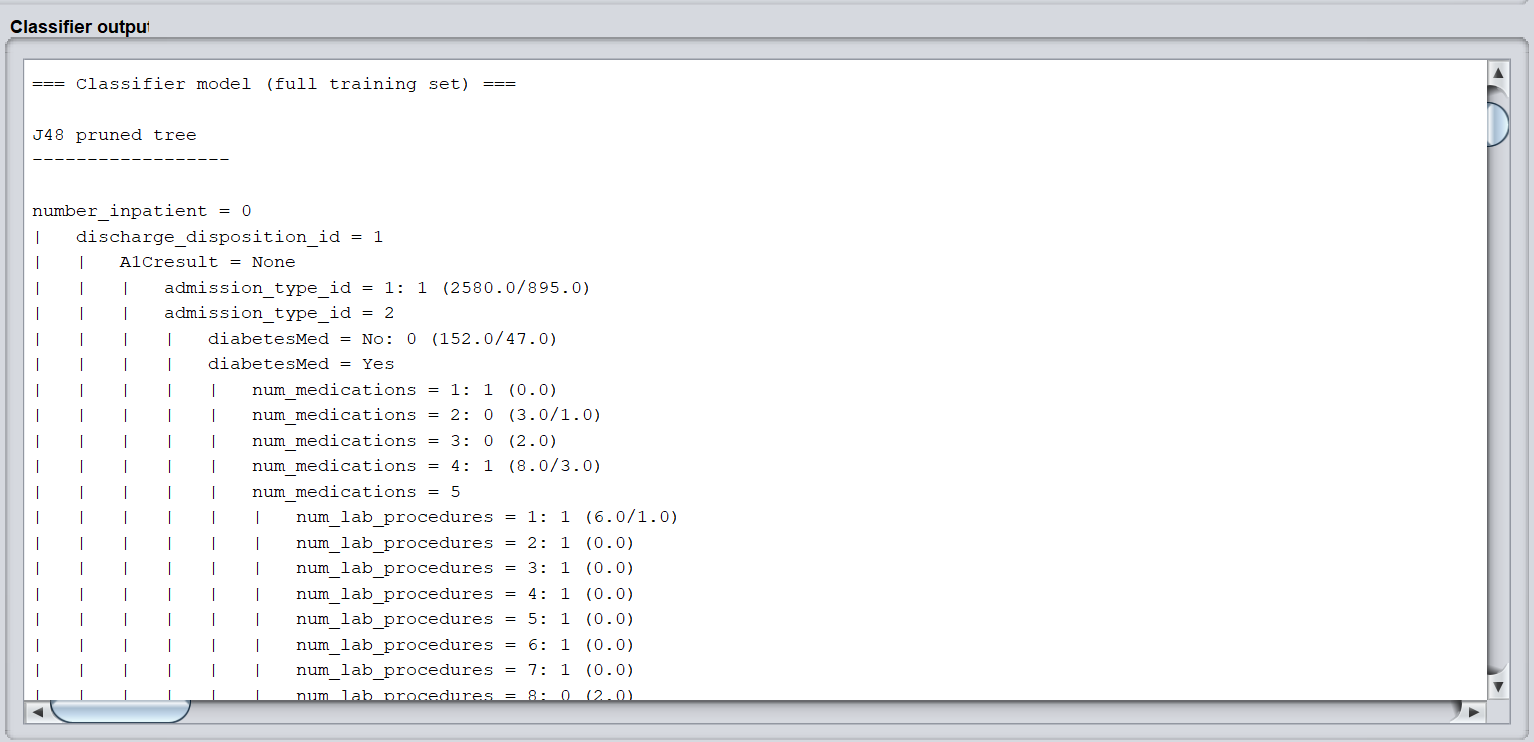 Classifier output
=== Classifier model (full training set) ===
J48 pruned tree
------------------
number_inpatient = 0
|   discharge_disposition_id = 1
|   |   A1Cresult = None
|   |   |   admission_type_id = 1: 1 (2580.0/895.0)
|   |   |   admission_type_id = 2
|   |   |   |   diabetesMed = No: 0 (152.0/47.0)
|   |   |   |   diabetesMed = Yes
|   |   |   |   |   num_medications = 1: 1 (0.0)
|   |   |   |   |   num_medications = 2: 0 (3.0/1.0)
|   |   |   |   |   num_medications = 3: 0 (2.0)
|   |   |   |   |   num_medications = 4: 1 (8.0/3.0)
|   |   |   |   |   num_medications = 5
|   |   |   |   |   |   num_lab_procedures = 1: 1 (6.0/1.0)
|   |   |   |   |   |   num_lab_procedures = 2: 1 (0.0)
|   |   |   |   |   |   num_lab_procedures = 3: 1 (0.0)
|   |   |   |   |   |   num_lab_procedures = 4: 1 (0.0)
|   |   |   |   |   |   num_lab_procedures = 5: 1 (0.0)
|   |   |   |   |   |   num_lab_procedures = 6: 1 (0.0)
|   |   |   |   |   |   num_lab_procedures = 7: 1 (0.0)
|   |   |   |   |   |   num_lab_procedures = 8: 0 (2.0)